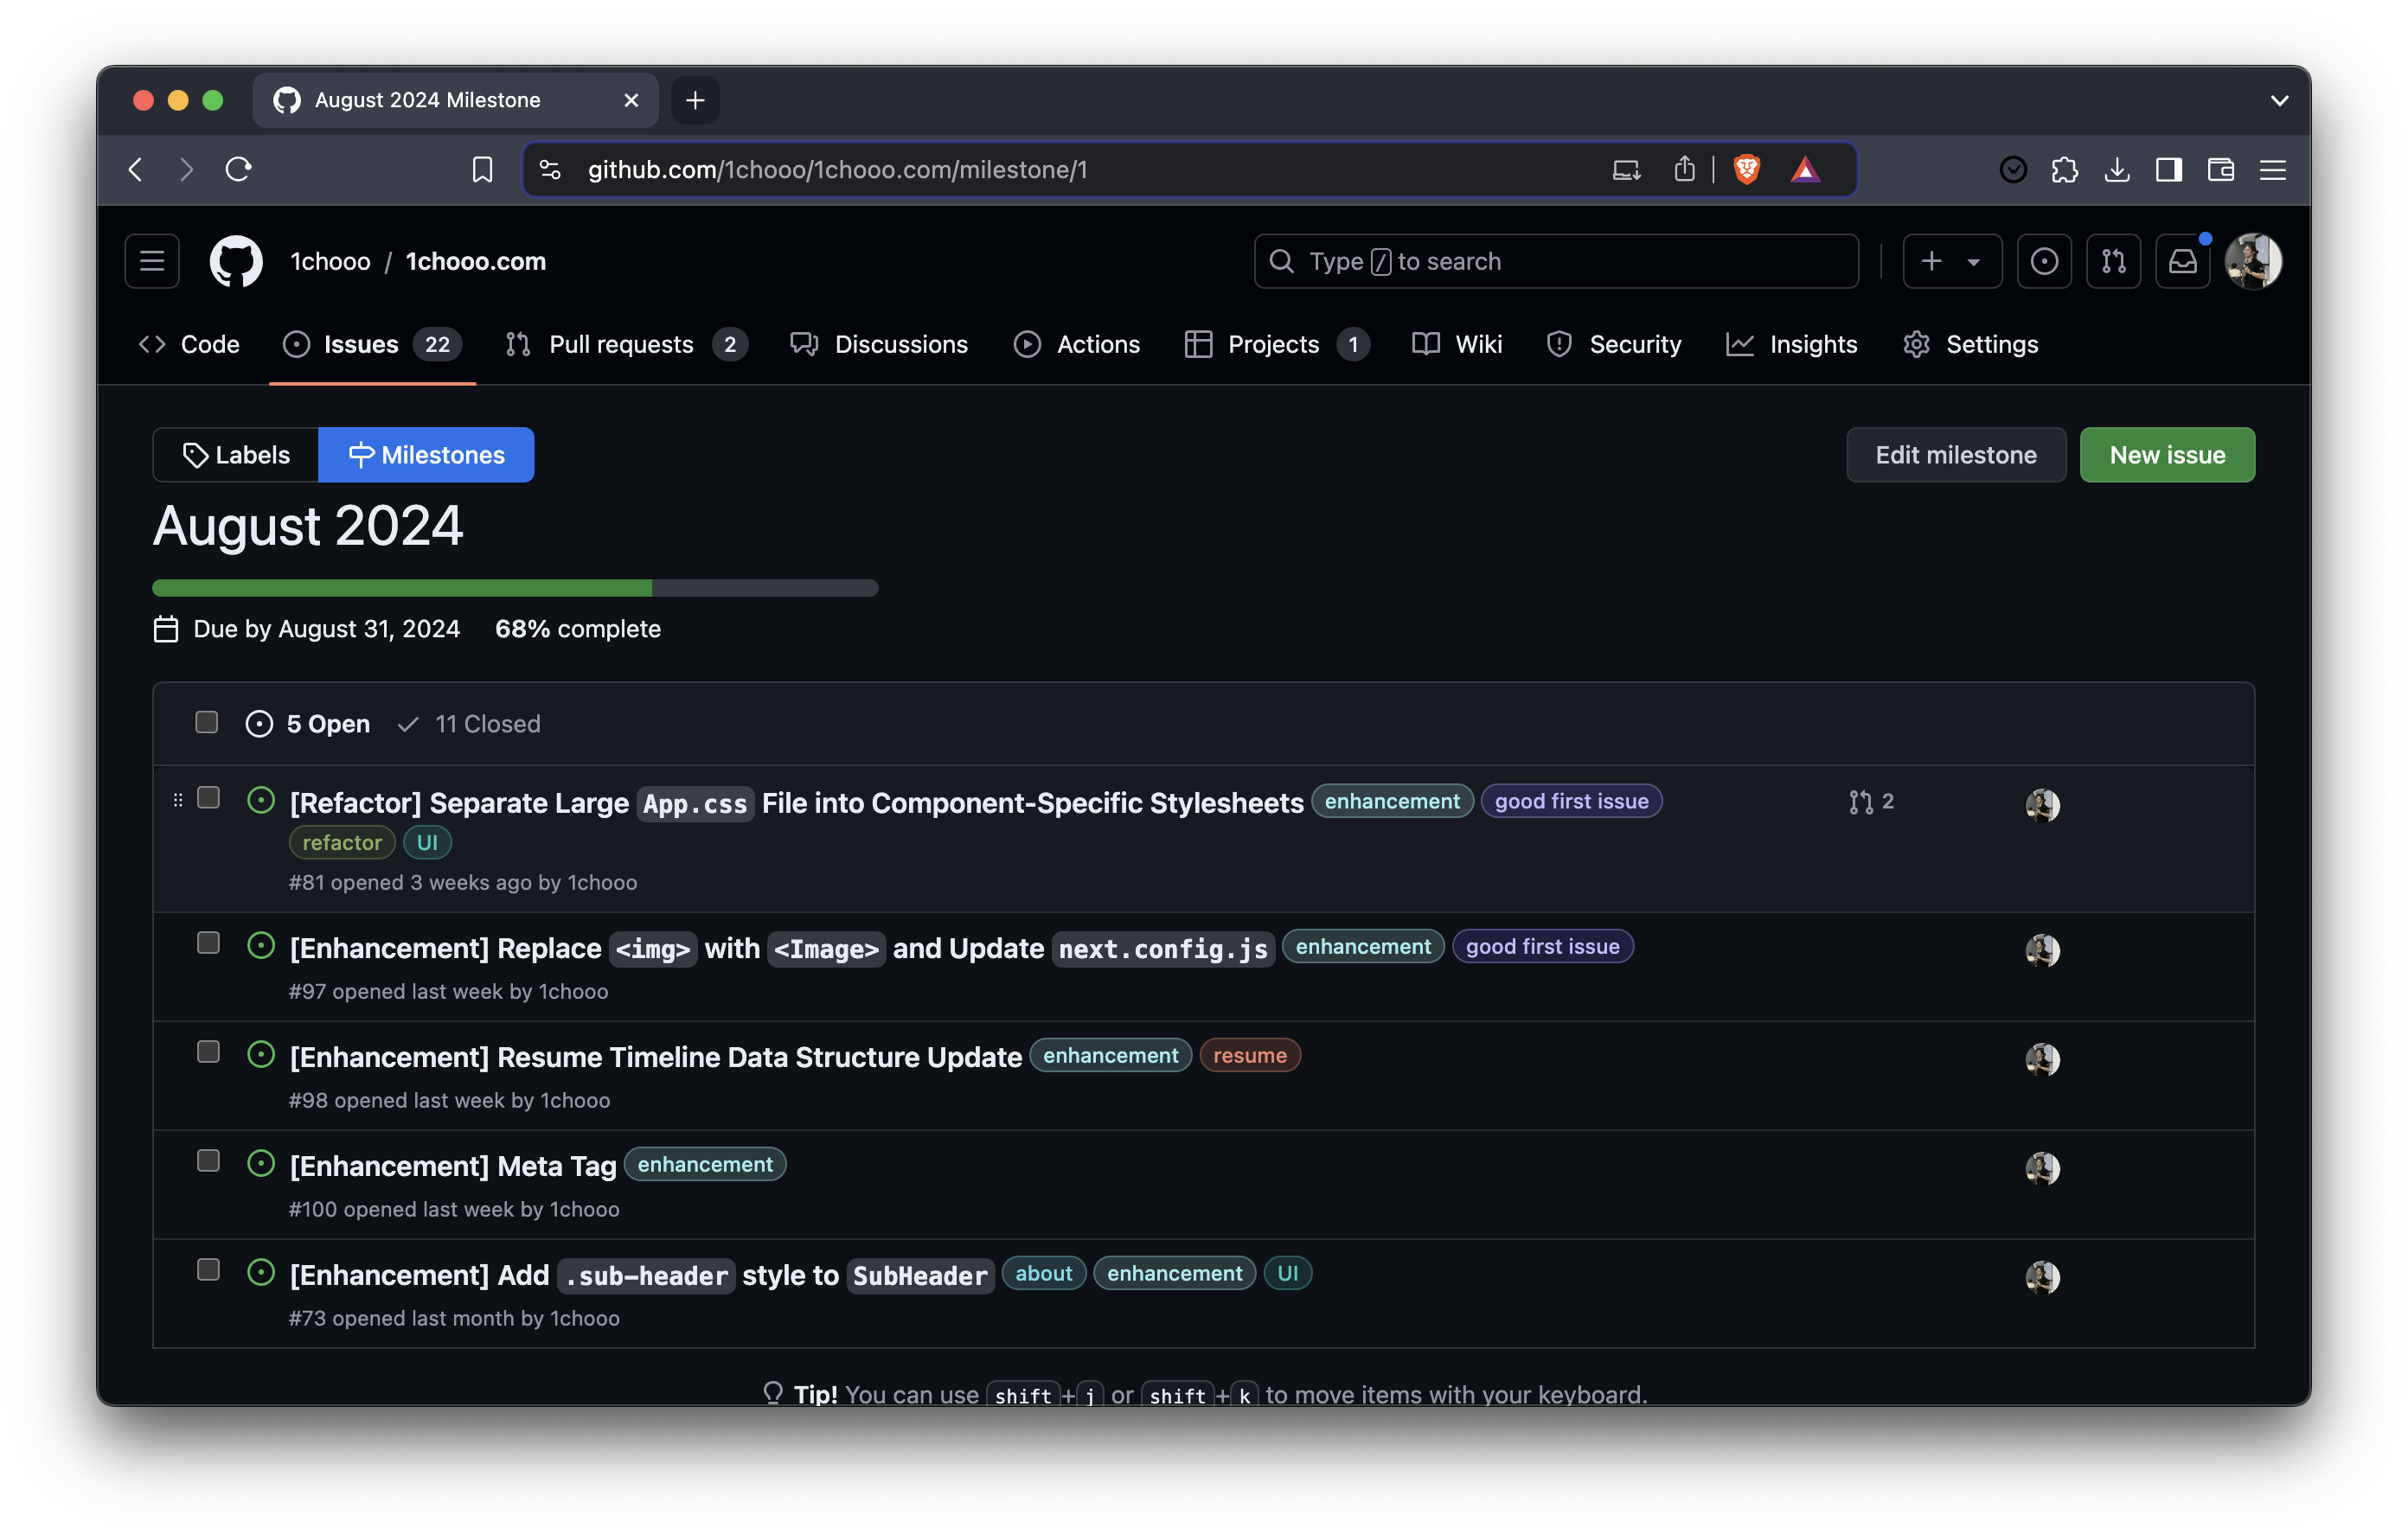 August 2024 Milestone
github.com/1chooo/1chooo.com/milestone/1
1chooo / 1chooo.com
Type / to search
Code Issues 22 Pull requests 2 Discussions Actions Projects 1 Wiki Security Insights Settings
Labels Milestones Edit milestone New issue
August 2024
Due by August 31, 2024 68% complete
5 Open 11 Closed
[Refactor] Separate Large App.css File into Component-Specific Stylesheets enhancement good first issue 2
refactor UI
#81 opened 3 weeks ago by 1chooo
[Enhancement] Replace <img> with <Image> and Update next.config.js enhancement good first issue
#97 opened last week by 1chooo
[Enhancement] Resume Timeline Data Structure Update enhancement resume
#98 opened last week by 1chooo
[Enhancement] Meta Tag enhancement
#100 opened last week by 1chooo
[Enhancement] Add .sub-header style to SubHeader about enhancement UI
#73 opened last month by 1chooo
Tip! You can use shift+j or shift+k to move items with your keyboard.